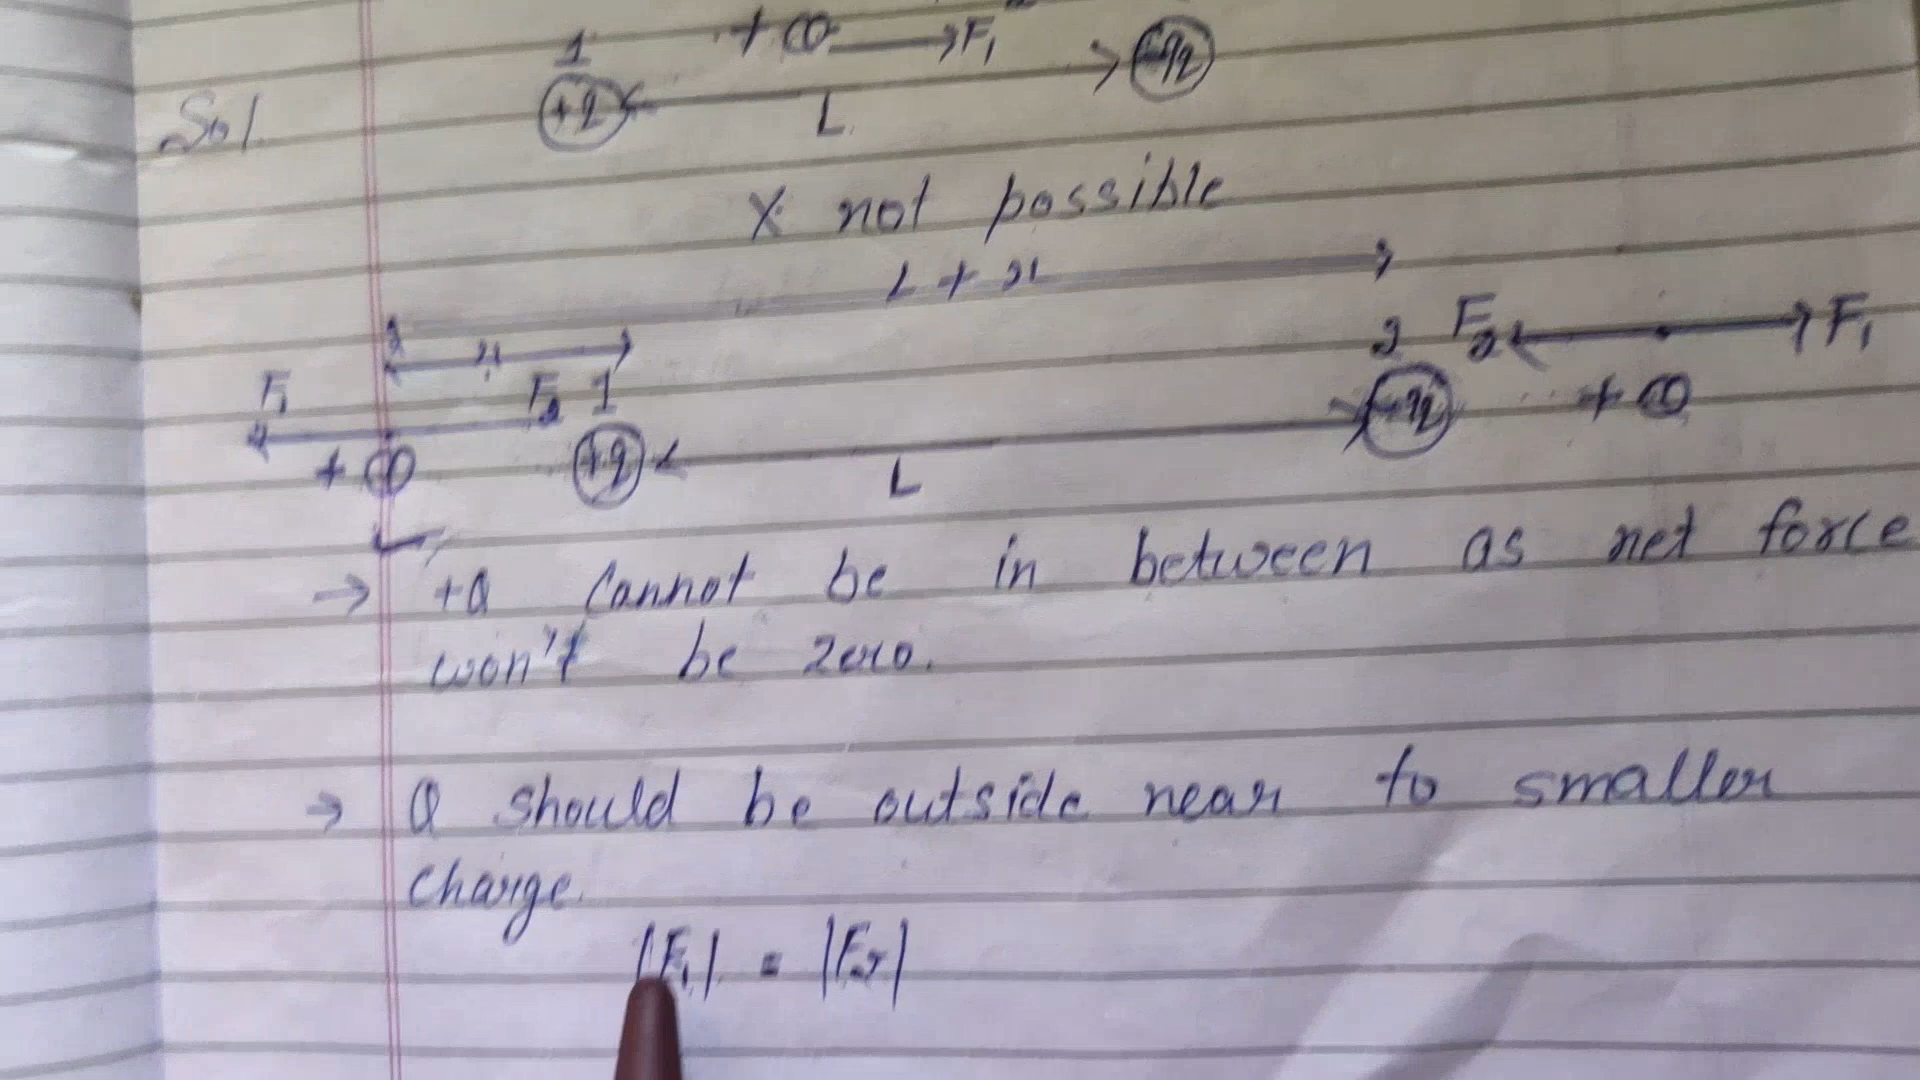 1 +Q F₁
Sol. +q L
X not possible
L + x
x 2 F₂ F₁
F₁ F₂ 1 +Q
+Q +q L
→ +Q cannot be in between as net force
won't be zero.
→ Q should be outside near to smaller
charge.
|F₁| = |F₂|